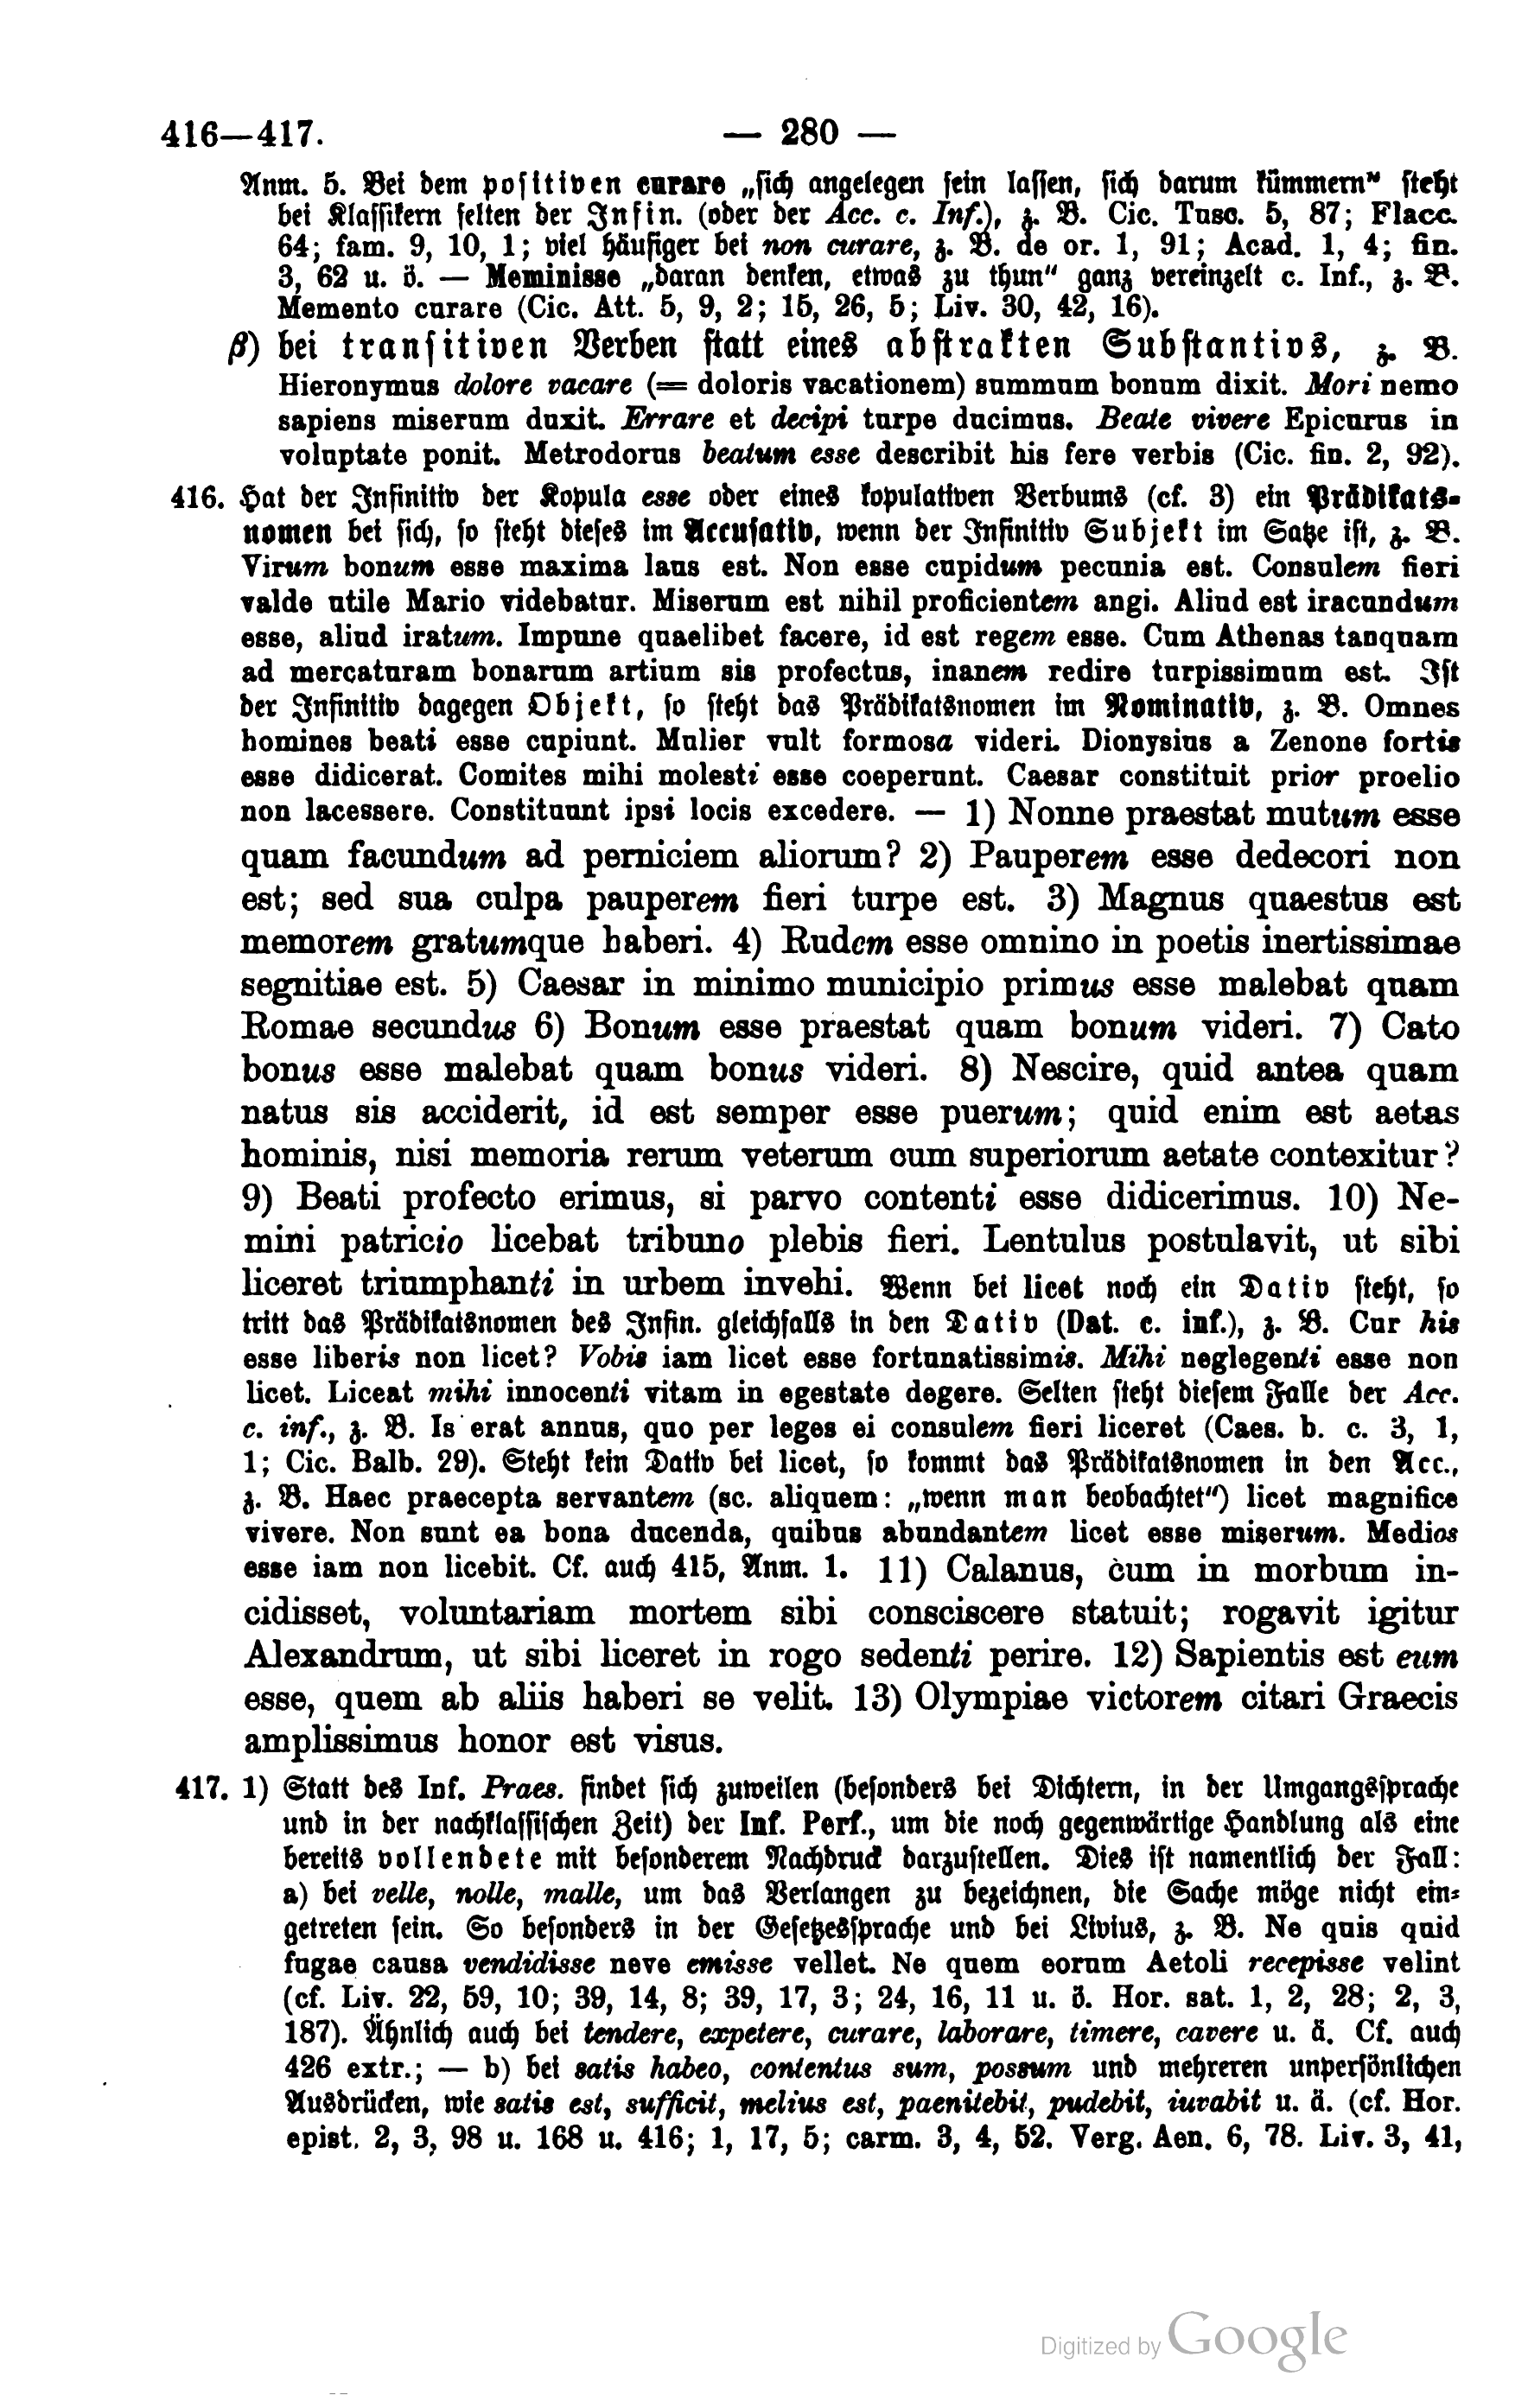 416—417.
— 280 —
Anm. 5. Bei dem positiven curare „sich angelegen sein lassen, sich darum kümmern“ steht
bei Klassikern selten der Infin. (oder der Acc. c. Inf.), z. B. Cic. Tusc. 5, 87; Flacc.
64; fam. 9, 10, 1; viel häufiger bei non curare, z. B. de or. 1, 91; Acad. 1, 4; fin.
3, 62 u. ö. — Meminisse „daran denken, etwas zu thun“ ganz vereinzelt c. Inf., z. B.
Memento curare (Cic. Att. 5, 9, 2; 15, 26, 5; Liv. 30, 42, 16).
β) bei transitiven Verben statt eines abstrakten Substantivs, z. B.
Hieronymus dolore vacare (= doloris vacationem) summum bonum dixit. Mori nemo
sapiens miserum duxit. Errare et decipi turpe ducimus. Beate vivere Epicurus in
voluptate ponit. Metrodorus beatum esse describit his fere verbis (Cic. fin. 2, 92).
416. Hat der Infinitiv der Kopula esse oder eines kopulativen Verbums (cf. 3) ein Prädikats-
nomen bei sich, so steht dieses im Accusativ, wenn der Infinitiv Subjekt im Satze ist, z. B.
Virum bonum esse maxima laus est. Non esse cupidum pecunia est. Consulem fieri
valde utile Mario videbatur. Miserum est nihil proficientem angi. Aliud est iracundum
esse, aliud iratum. Impune quaelibet facere, id est regem esse. Cum Athenas tanquam
ad mercaturam bonarum artium sis profectus, inanem redire turpissimum est. Ist
der Infinitiv dagegen Objekt, so steht das Prädikatsnomen im Nominativ, z. B. Omnes
homines beati esse cupiunt. Mulier vult formosa videri. Dionysius a Zenone fortis
esse didicerat. Comites mihi molesti esse coeperunt. Caesar constituit prior proelio
non lacessere. Constituunt ipsi locis excedere. — 1) Nonne praestat mutum esse
quam facundum ad perniciem aliorum? 2) Pauperem esse dedecori non
est; sed sua culpa pauperem fieri turpe est. 3) Magnus quaestus est
memorem gratumque haberi. 4) Rudem esse omnino in poetis inertissimae
segnitiae est. 5) Caesar in minimo municipio primus esse malebat quam
Romae secundus 6) Bonum esse praestat quam bonum videri. 7) Cato
bonus esse malebat quam bonus videri. 8) Nescire, quid antea quam
natus sis acciderit, id est semper esse puerum; quid enim est aetas
hominis, nisi memoria rerum veterum cum superiorum aetate contexitur?
9) Beati profecto erimus, si parvo contenti esse didicerimus. 10) Ne-
mini patricio licebat tribuno plebis fieri. Lentulus postulavit, ut sibi
liceret triumphanti in urbem invehi. Wenn bei licet noch ein Dativ steht, so
tritt das Prädikatsnomen des Infin. gleichfalls in den Dativ (Dat. c. inf.), z. B. Cur his
esse liberis non licet? Vobis iam licet esse fortunatissimis. Mihi neglegenti esse non
licet. Liceat mihi innocenti vitam in egestate degere. Selten steht diesem Falle der Acc.
c. inf., z. B. Is erat annus, quo per leges ei consulem fieri liceret (Caes. b. c. 3, 1,
1; Cic. Balb. 29). Steht kein Dativ bei licet, so kommt das Prädikatsnomen in den Acc.,
z. B. Haec praecepta servantem (sc. aliquem: „wenn man beobachtet“) licet magnifice
vivere. Non sunt ea bona ducenda, quibus abundantem licet esse miserum. Medios
esse iam non licebit. Cf. auch 415, Anm. 1. 11) Calanus, cum in morbum in-
cidisset, voluntariam mortem sibi consciscere statuit; rogavit igitur
Alexandrum, ut sibi liceret in rogo sedenti perire. 12) Sapientis est eum
esse, quem ab aliis haberi se velit. 13) Olympiae victorem citari Graecis
amplissimus honor est visus.
417. 1) Statt des Inf. Praes. findet sich zuweilen (besonders bei Dichtern, in der Umgangssprache
und in der nachklassischen Zeit) der Inf. Perf., um die noch gegenwärtige Handlung als eine
bereits vollendete mit besonderem Nachdruck darzustellen. Dies ist namentlich der Fall:
a) bei velle, nolle, malle, um das Verlangen zu bezeichnen, die Sache möge nicht ein-
getreten sein. So besonders in der Gesetzessprache und bei Livius, z. B. Ne quis quid
fugae causa vendidisse neve emisse vellet. Ne quem eorum Aetoli recepisse velint
(cf. Liv. 22, 59, 10; 39, 14, 8; 39, 17, 3; 24, 16, 11 u. ö. Hor. sat. 1, 2, 28; 2, 3,
187). Ähnlich auch bei tendere, expetere, curare, laborare, timere, cavere u. ä. Cf. auch
426 extr.; — b) bei satis habeo, contentus sum, possum und mehreren unpersönlichen
Ausdrücken, wie satis est, sufficit, melius est, paenitebit, pudebit, iuvabit u. ä. (cf. Hor.
epist. 2, 3, 98 u. 168 u. 416; 1, 17, 5; carm. 3, 4, 52. Verg. Aen. 6, 78. Liv. 3, 41,
Digitized by Google